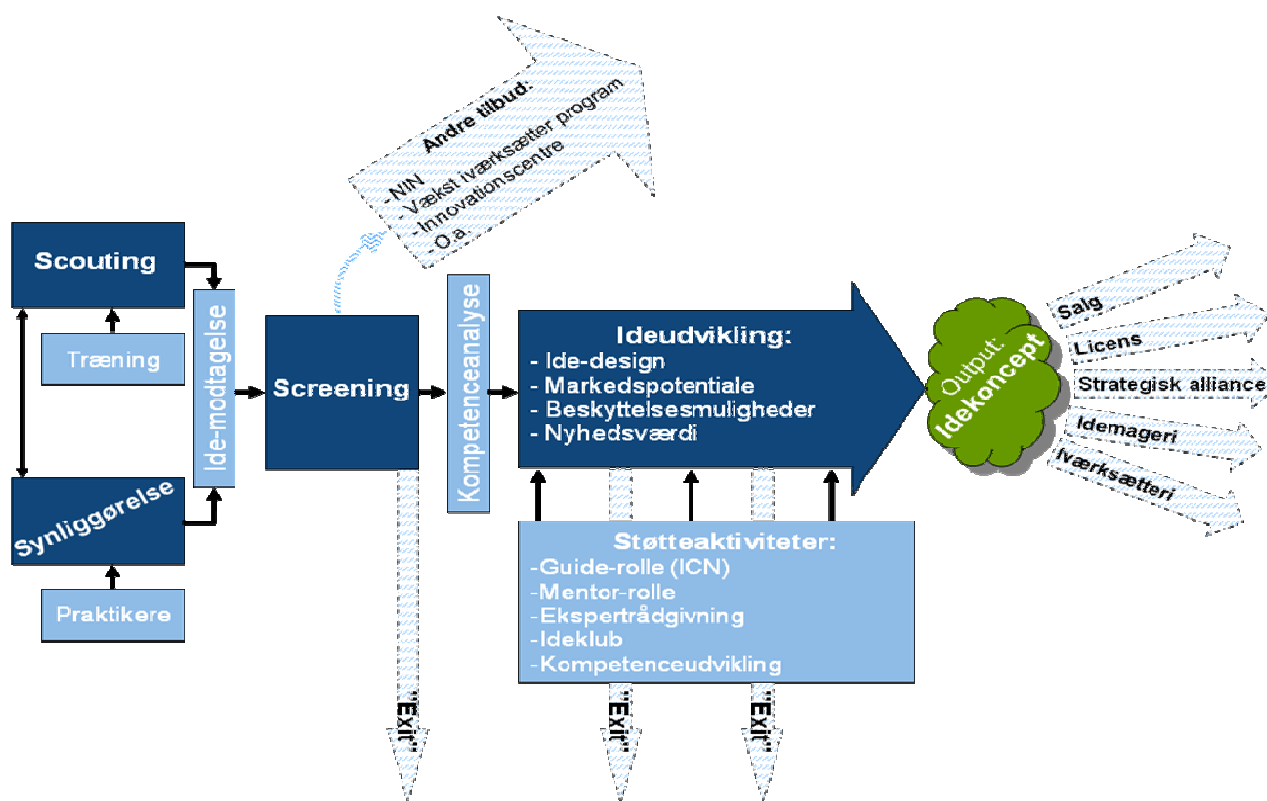 Andre tilbud:
- NIN
- Vækst iværksætter program
- Innovationscentre
- O.a
Scouting
Træning
Ide-modtagelse
Synliggørelse
Praktikere
Screening
Kompetenceanalyse
Ideudvikling:
- Ide-design
- Markedspotentiale
- Beskyttelsesmuligheder
- Nyhedsværdi
Støtteaktiviteter:
-Guide-rolle (ICN)
-Mentor-rolle
-Ekspertrådgivning
-Ideklub
-Kompetenceudvikling
"Exit"
"Exit"
"Exit"
Output:
Idekoncept
Salg
Licens
Strategisk alliance
Idemageri
Iværksætteri